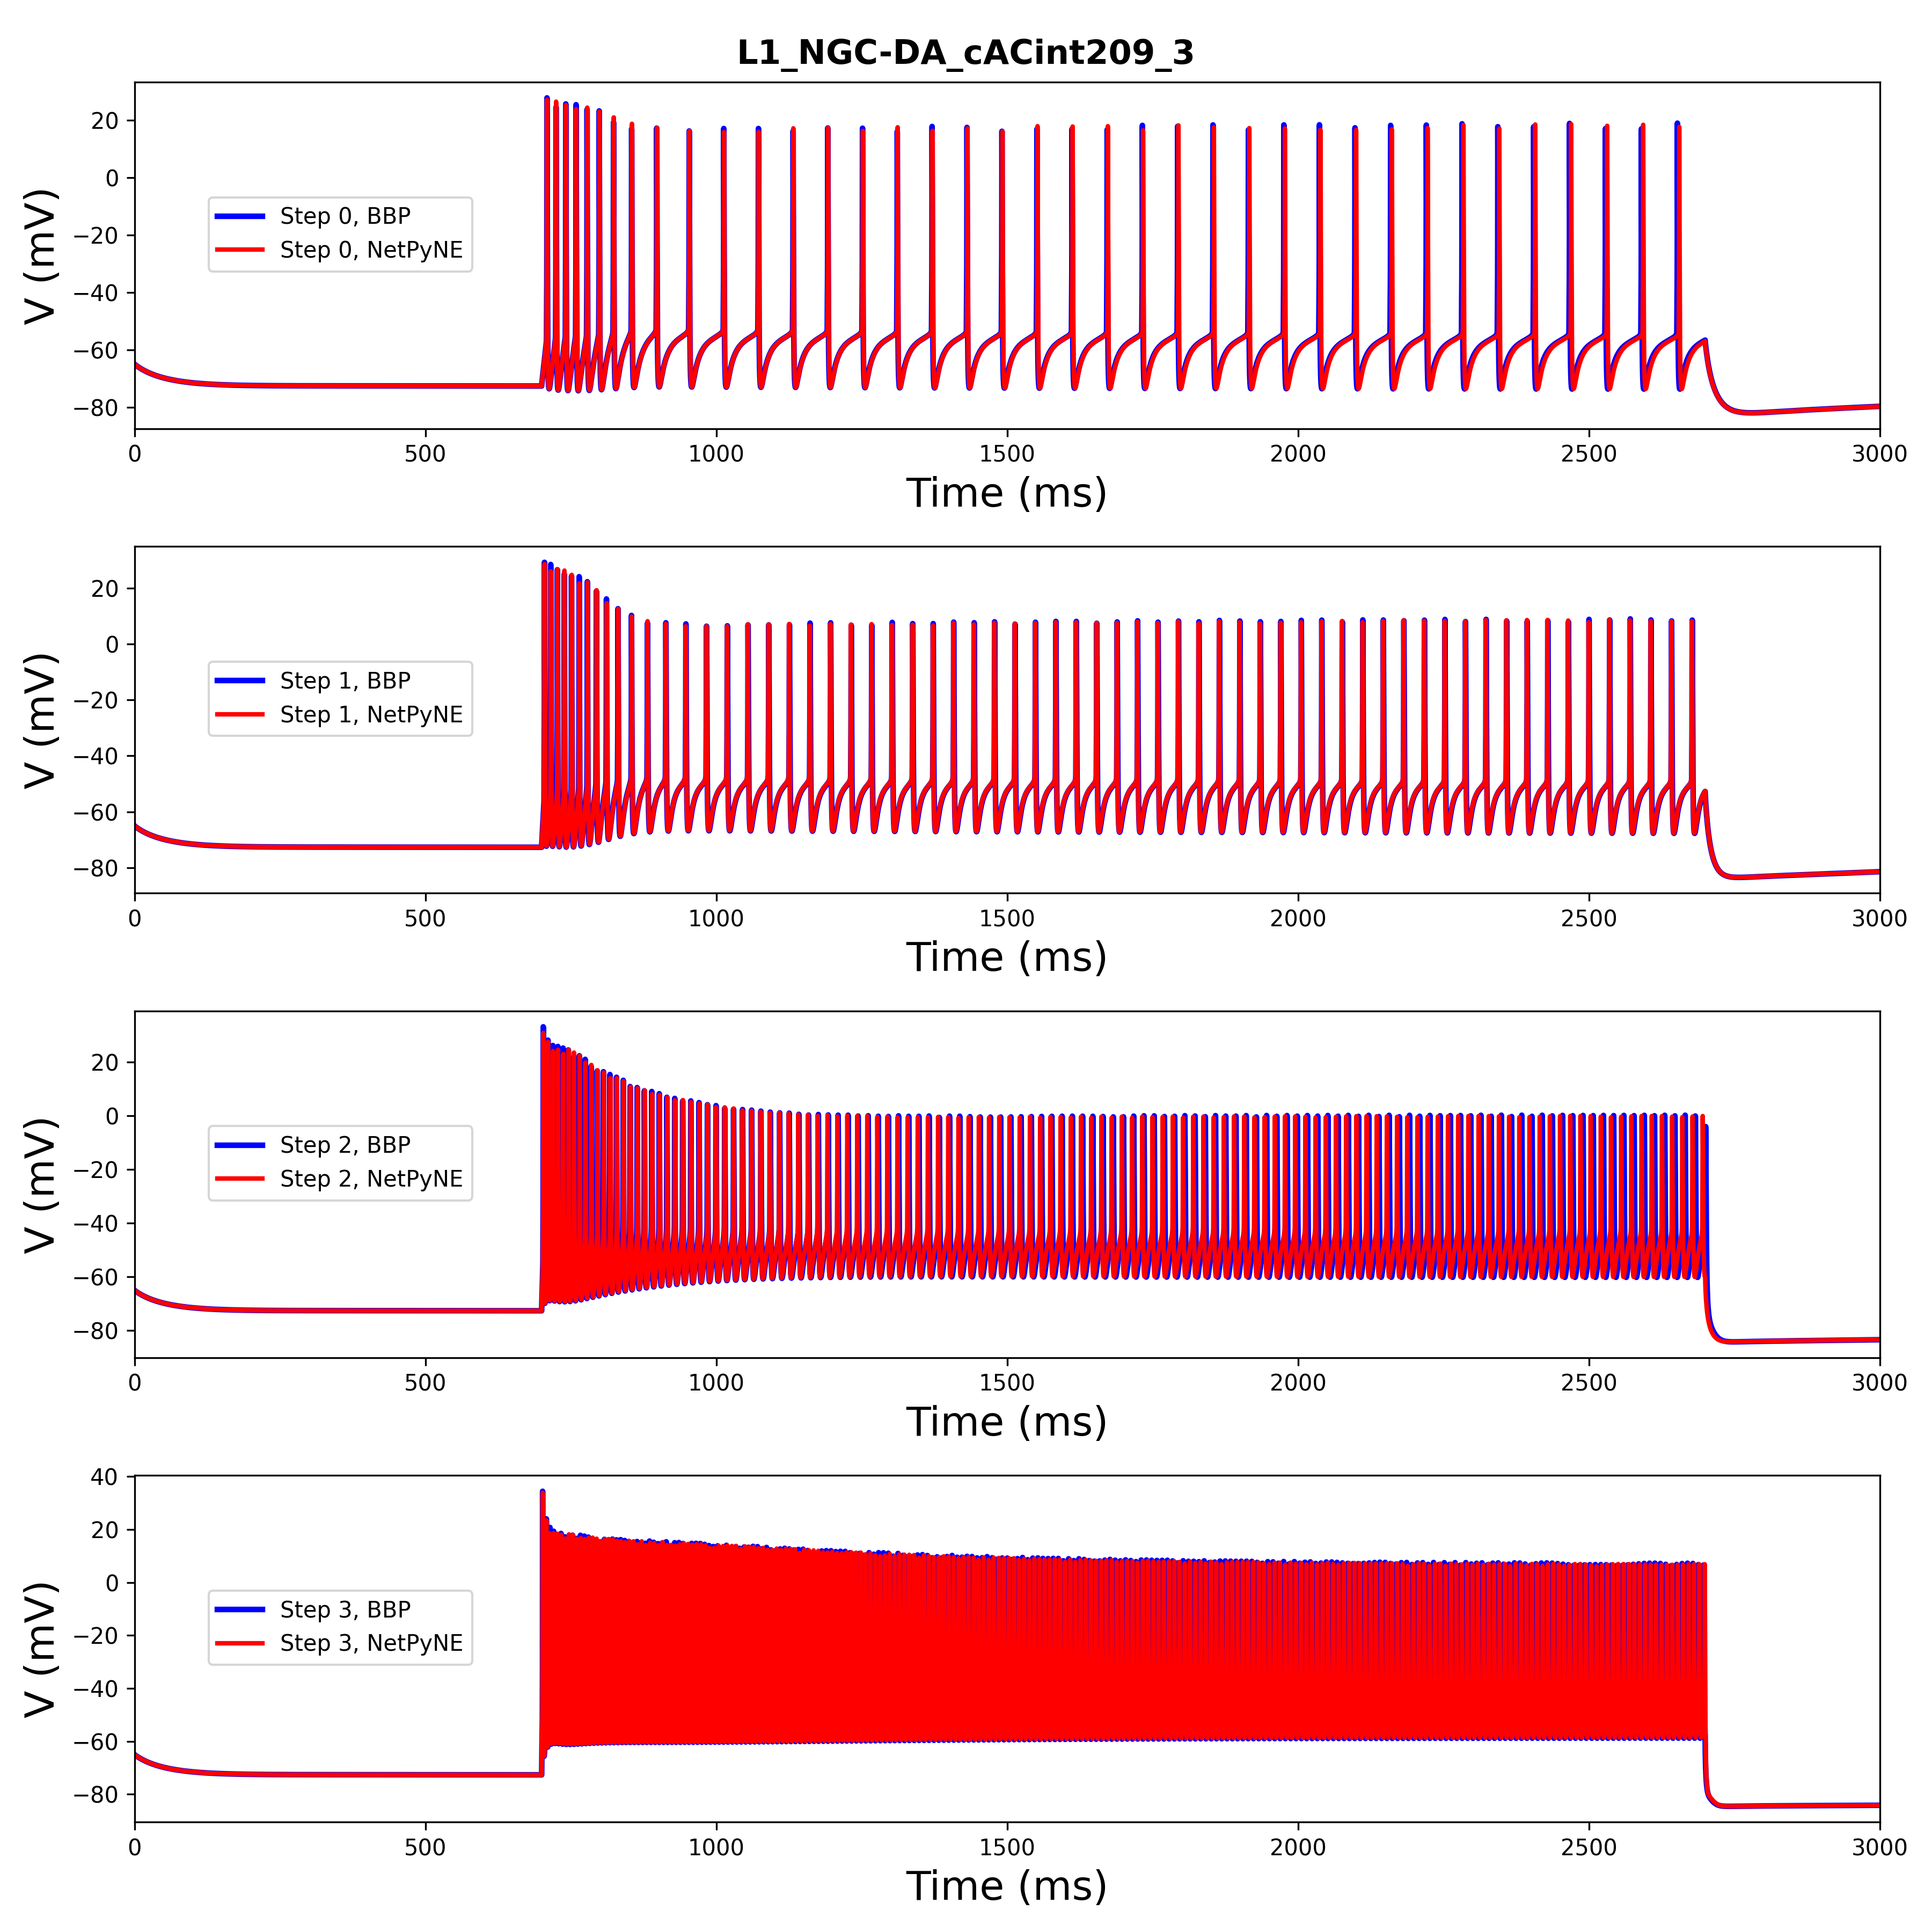 L1_NGC-DA_cACint209_3
20
0
−20
−40
−60
−80
V (mV)
Step 0, BBP
Step 0, NetPyNE
0 500 1000 1500 2000 2500 3000
Time (ms)
20
0
−20
−40
−60
−80
V (mV)
Step 1, BBP
Step 1, NetPyNE
0 500 1000 1500 2000 2500 3000
Time (ms)
20
0
−20
−40
−60
−80
V (mV)
Step 2, BBP
Step 2, NetPyNE
0 500 1000 1500 2000 2500 3000
Time (ms)
40
20
0
−20
−40
−60
−80
V (mV)
Step 3, BBP
Step 3, NetPyNE
0 500 1000 1500 2000 2500 3000
Time (ms)